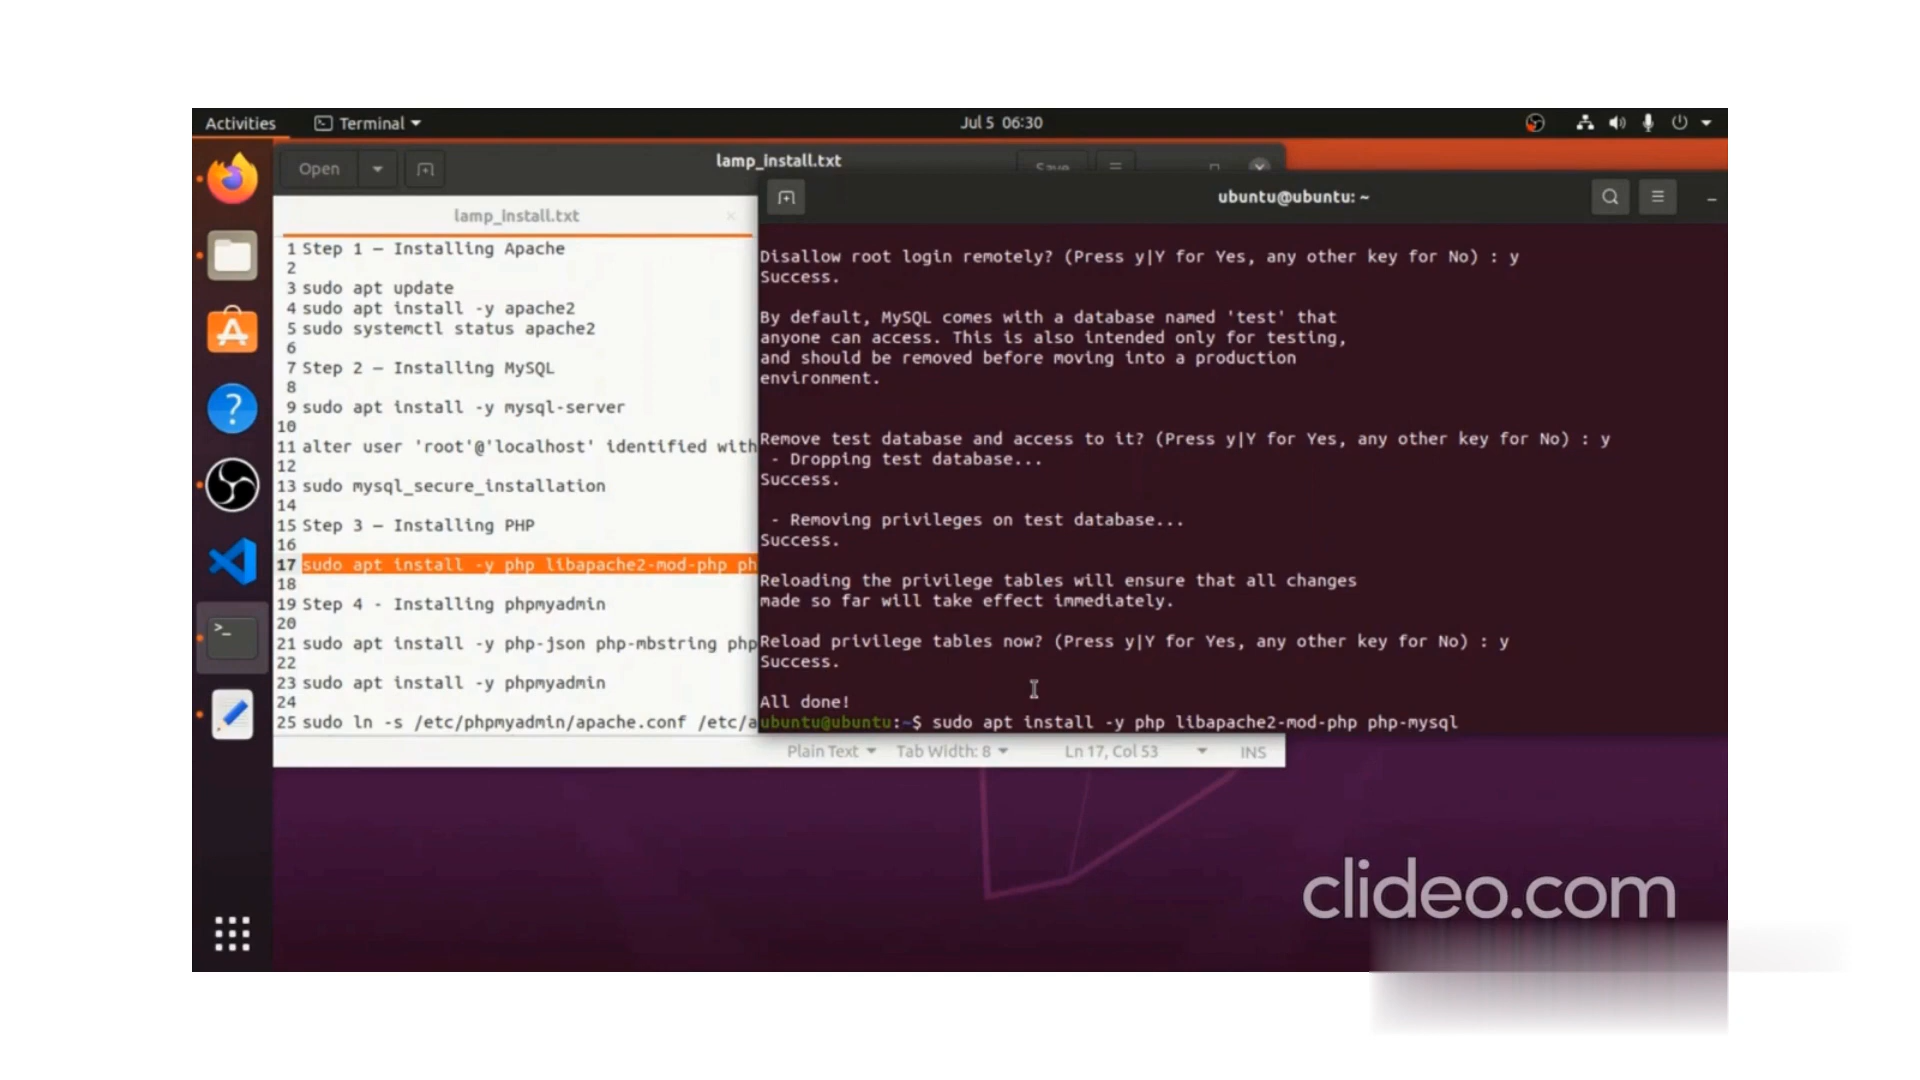 Activities
Terminal
Jul 5 06:30
Open
lamp_install.txt
Save
lamp_install.txt
1 Step 1 – Installing Apache
2
3 sudo apt update
4 sudo apt install -y apache2
5 sudo systemctl status apache2
6
7 Step 2 – Installing MySQL
8
9 sudo apt install -y mysql-server
10
11 alter user 'root'@'localhost' identified with
12
13 sudo mysql_secure_installation
14
15 Step 3 – Installing PHP
16
17 sudo apt install -y php libapache2-mod-php ph
18
19 Step 4 - Installing phpmyadmin
20
21 sudo apt install -y php-json php-mbstring php
22
23 sudo apt install -y phpmyadmin
24
25 sudo ln -s /etc/phpmyadmin/apache.conf /etc/a
Plain Text
Tab Width: 8
Ln 17, Col 53
INS
ubuntu@ubuntu: ~
Disallow root login remotely? (Press y|Y for Yes, any other key for No) : y
Success.
By default, MySQL comes with a database named 'test' that
anyone can access. This is also intended only for testing,
and should be removed before moving into a production
environment.
Remove test database and access to it? (Press y|Y for Yes, any other key for No) : y
- Dropping test database...
Success.
- Removing privileges on test database...
Success.
Reloading the privilege tables will ensure that all changes
made so far will take effect immediately.
Reload privilege tables now? (Press y|Y for Yes, any other key for No) : y
Success.
All done!
ubuntu@ubuntu:~$ sudo apt install -y php libapache2-mod-php php-mysql
clideo.com